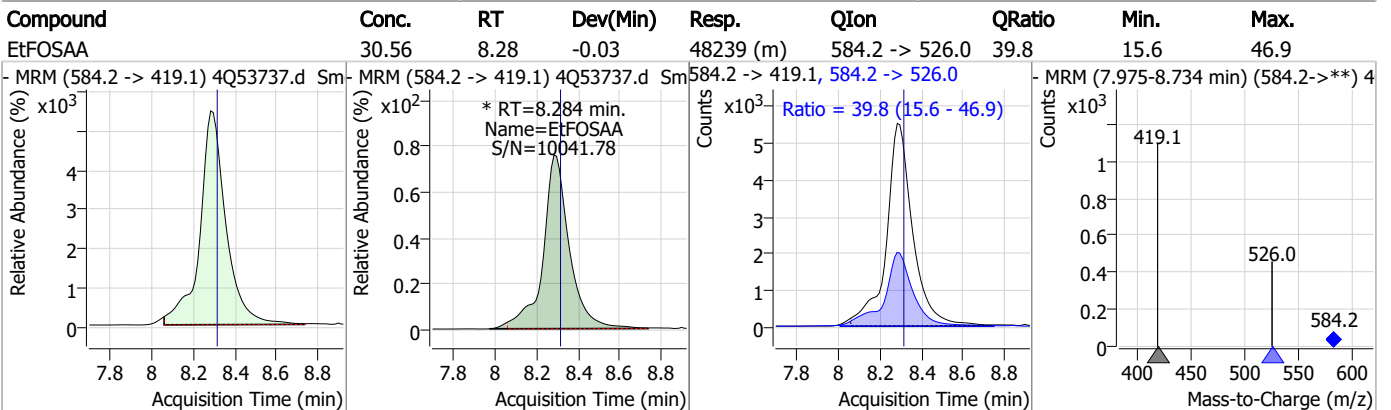 Compound Conc. RT Dev(Min) Resp. QIon QRatio Min. Max.
EtFOSAA 30.56 8.28 -0.03 48239 (m) 584.2 -> 526.0 39.8 15.6 46.9
- MRM (584.2 -> 419.1) 4Q53737.d Sm
x10³
Relative Abundance (%)
4
3
2
1
0
7.8 8 8.2 8.4 8.6 8.8
Acquisition Time (min)
- MRM (584.2 -> 419.1) 4Q53737.d Sm
x10²
* RT=8.284 min.
Name=EtFOSAA
S/N=10041.78
Relative Abundance (%)
0.8
0.6
0.4
0.2
0
7.8 8 8.2 8.4 8.6 8.8
Acquisition Time (min)
584.2 -> 419.1, 584.2 -> 526.0
x10³
Ratio = 39.8 (15.6 - 46.9)
Counts
5
4
3
2
1
0
7.8 8 8.2 8.4 8.6 8.8
Acquisition Time (min)
- MRM (7.975-8.734 min) (584.2->**) 4
x10³
Counts
419.1
526.0
584.2
1
0.8
0.6
0.4
0.2
0
400 450 500 550 600
Mass-to-Charge (m/z)